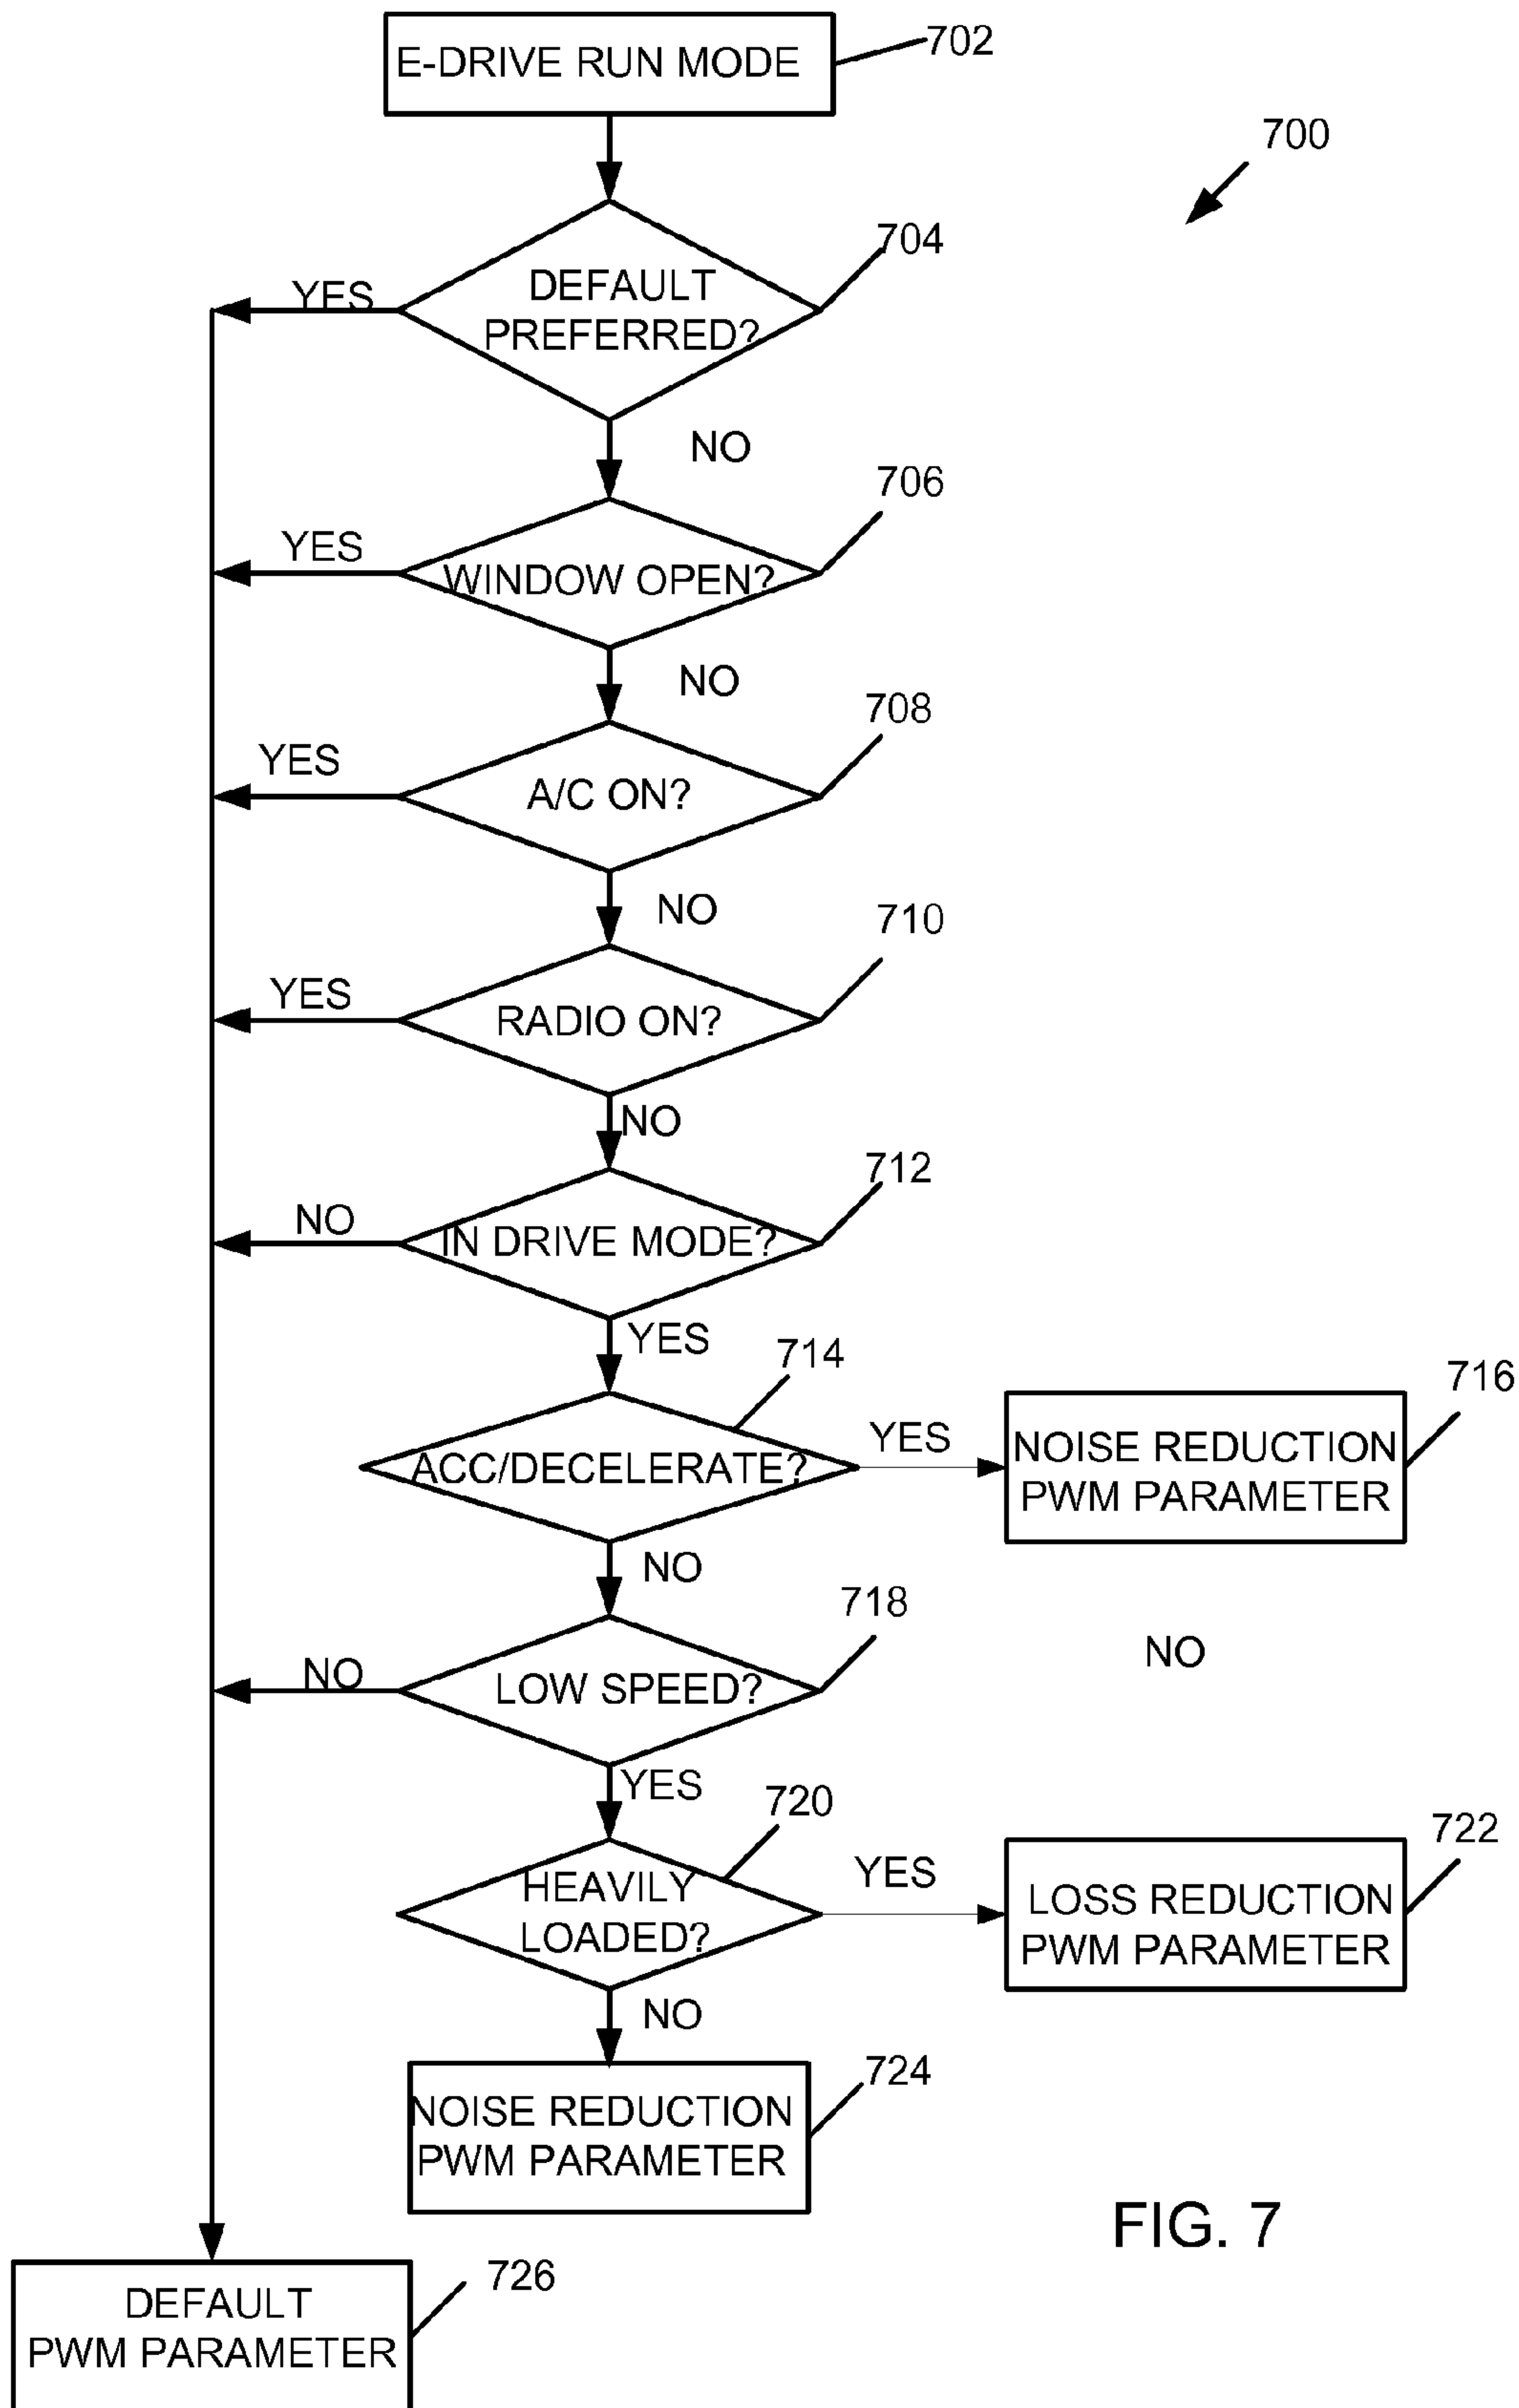 E-DRIVE RUN MODE
702
700
704
DEFAULT
PREFERRED?
YES
NO
706
YES
WINDOW OPEN?
NO
708
YES
A/C ON?
NO
710
YES
RADIO ON?
NO
712
NO
IN DRIVE MODE?
YES
714
716
ACC/DECELERATE?
YES
NOISE REDUCTION
PWM PARAMETER
NO
718
NO
NO
LOW SPEED?
YES
720
722
HEAVILY
LOADED?
YES
LOSS REDUCTION
PWM PARAMETER
NO
724
NOISE REDUCTION
PWM PARAMETER
FIG. 7
726
DEFAULT
PWM PARAMETER